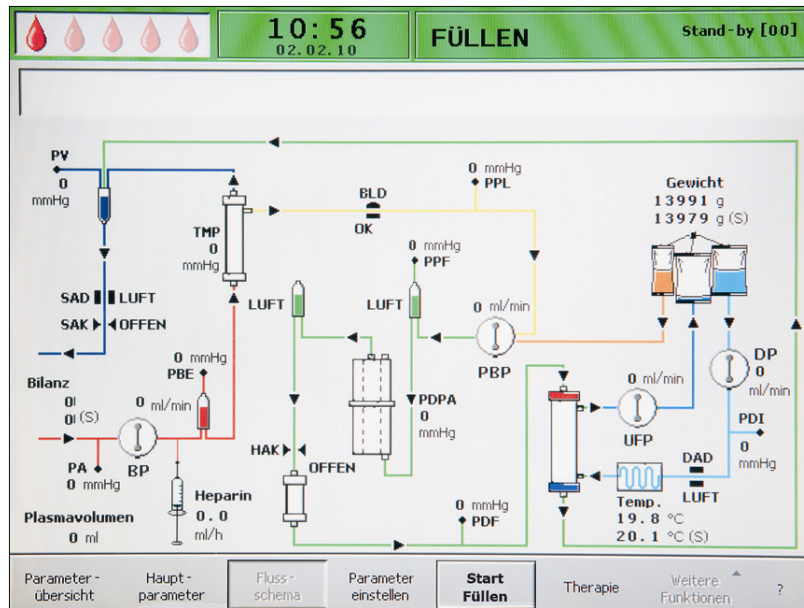 10:56
02.02.10
FÜLLEN
Stand-by [00]
PV
0
mmHg
TMP
0
mmHg
BLD
OK
0 mmHg
PPL
Gewicht
13991 g
13979 g (S)
0 mmHg
PPF
LUFT
LUFT
SAD LUFT
SAK OFFEN
0 ml/min
PBP
DP
0
ml/min
0 mmHg
PBE
Bilanz
0l
0l (S)
0 ml/min
PDPA
0
mmHg
0 ml/min
UFP
PDI
0
mmHg
PA
0 mmHg
BP
HAK
OFFEN
DAD
LUFT
Heparin
0.0
ml/h
0 mmHg
PDF
Temp.
19.8 °C
20.1 °C (S)
Plasmavolumen
0 ml
Parameter-
übersicht
Haupt-
parameter
Fluss-
schema
Parameter
einstellen
Start
Füllen
Therapie
Weitere
Funktionen
?